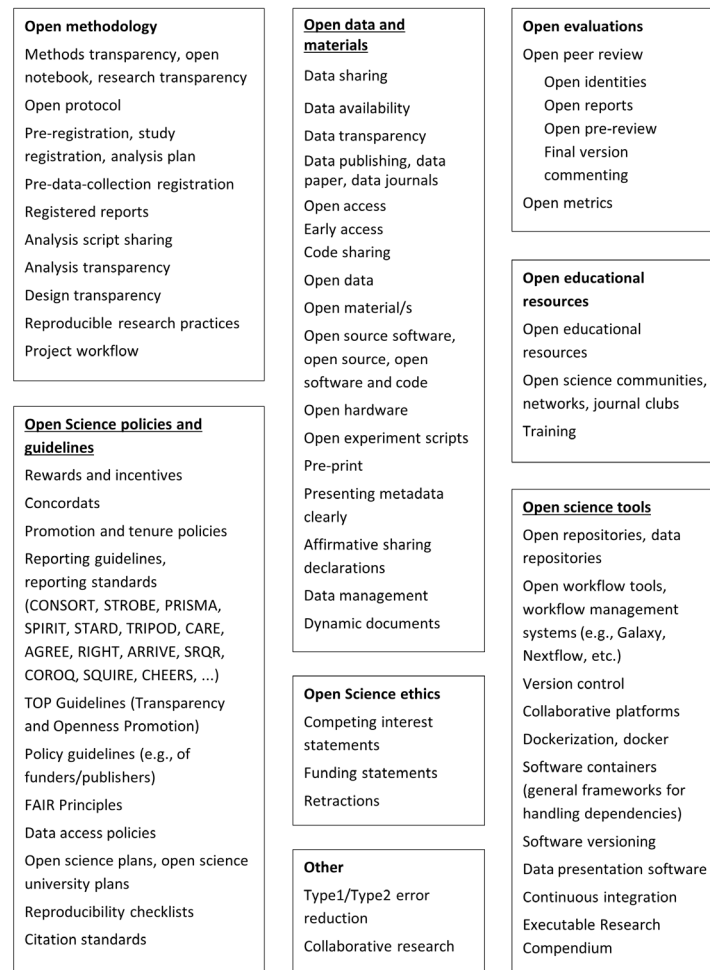 Open methodology
Methods transparency, open
notebook, research transparency
Open protocol
Pre-registration, study
registration, analysis plan
Pre-data-collection registration
Registered reports
Analysis script sharing
Analysis transparency
Design transparency
Reproducible research practices
Project workflow
Open Science policies and
guidelines
Rewards and incentives
Concordats
Promotion and tenure policies
Reporting guidelines,
reporting standards
(CONSORT, STROBE, PRISMA,
SPIRIT, STARD, TRIPOD, CARE,
AGREE, RIGHT, ARRIVE, SRQR,
COROQ, SQUIRE, CHEERS, ...)
TOP Guidelines (Transparency
and Openness Promotion)
Policy guidelines (e.g., of
funders/publishers)
FAIR Principles
Data access policies
Open science plans, open science
university plans
Reproducibility checklists
Citation standards
Open data and
materials
Data sharing
Data availability
Data transparency
Data publishing, data
paper, data journals
Open access
Early access
Code sharing
Open data
Open material/s
Open source software,
open source, open
software and code
Open hardware
Open experiment scripts
Pre-print
Presenting metadata
clearly
Affirmative sharing
declarations
Data management
Dynamic documents
Open Science ethics
Competing interest
statements
Funding statements
Retractions
Other
Type1/Type2 error
reduction
Collaborative research
Open evaluations
Open peer review
Open identities
Open reports
Open pre-review
Final version
commenting
Open metrics
Open educational
resources
Open educational
resources
Open science communities,
networks, journal clubs
Training
Open science tools
Open repositories, data
repositories
Open workflow tools,
workflow management
systems (e.g., Galaxy,
Nextflow, etc.)
Version control
Collaborative platforms
Dockerization, docker
Software containers
(general frameworks for
handling dependencies)
Software versioning
Data presentation software
Continuous integration
Executable Research
Compendium